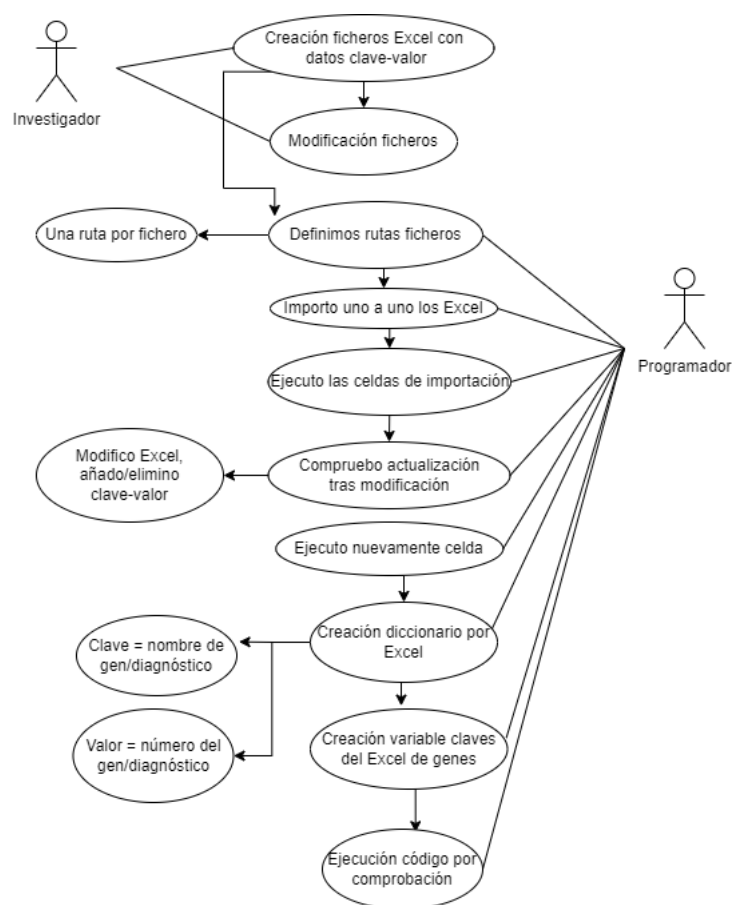 Creación ficheros Excel con
datos clave-valor
Investigador
Modificación ficheros
Una ruta por fichero
Definimos rutas ficheros
Importo uno a uno los Excel
Programador
Ejecuto las celdas de importación
Modifico Excel,
añado/elimino
clave-valor
Compruebo actualización
tras modificación
Ejecuto nuevamente celda
Clave = nombre de
gen/diagnóstico
Creación diccionario por
Excel
Valor = número del
gen/diagnóstico
Creación variable claves
del Excel de genes
Ejecución código por
comprobación